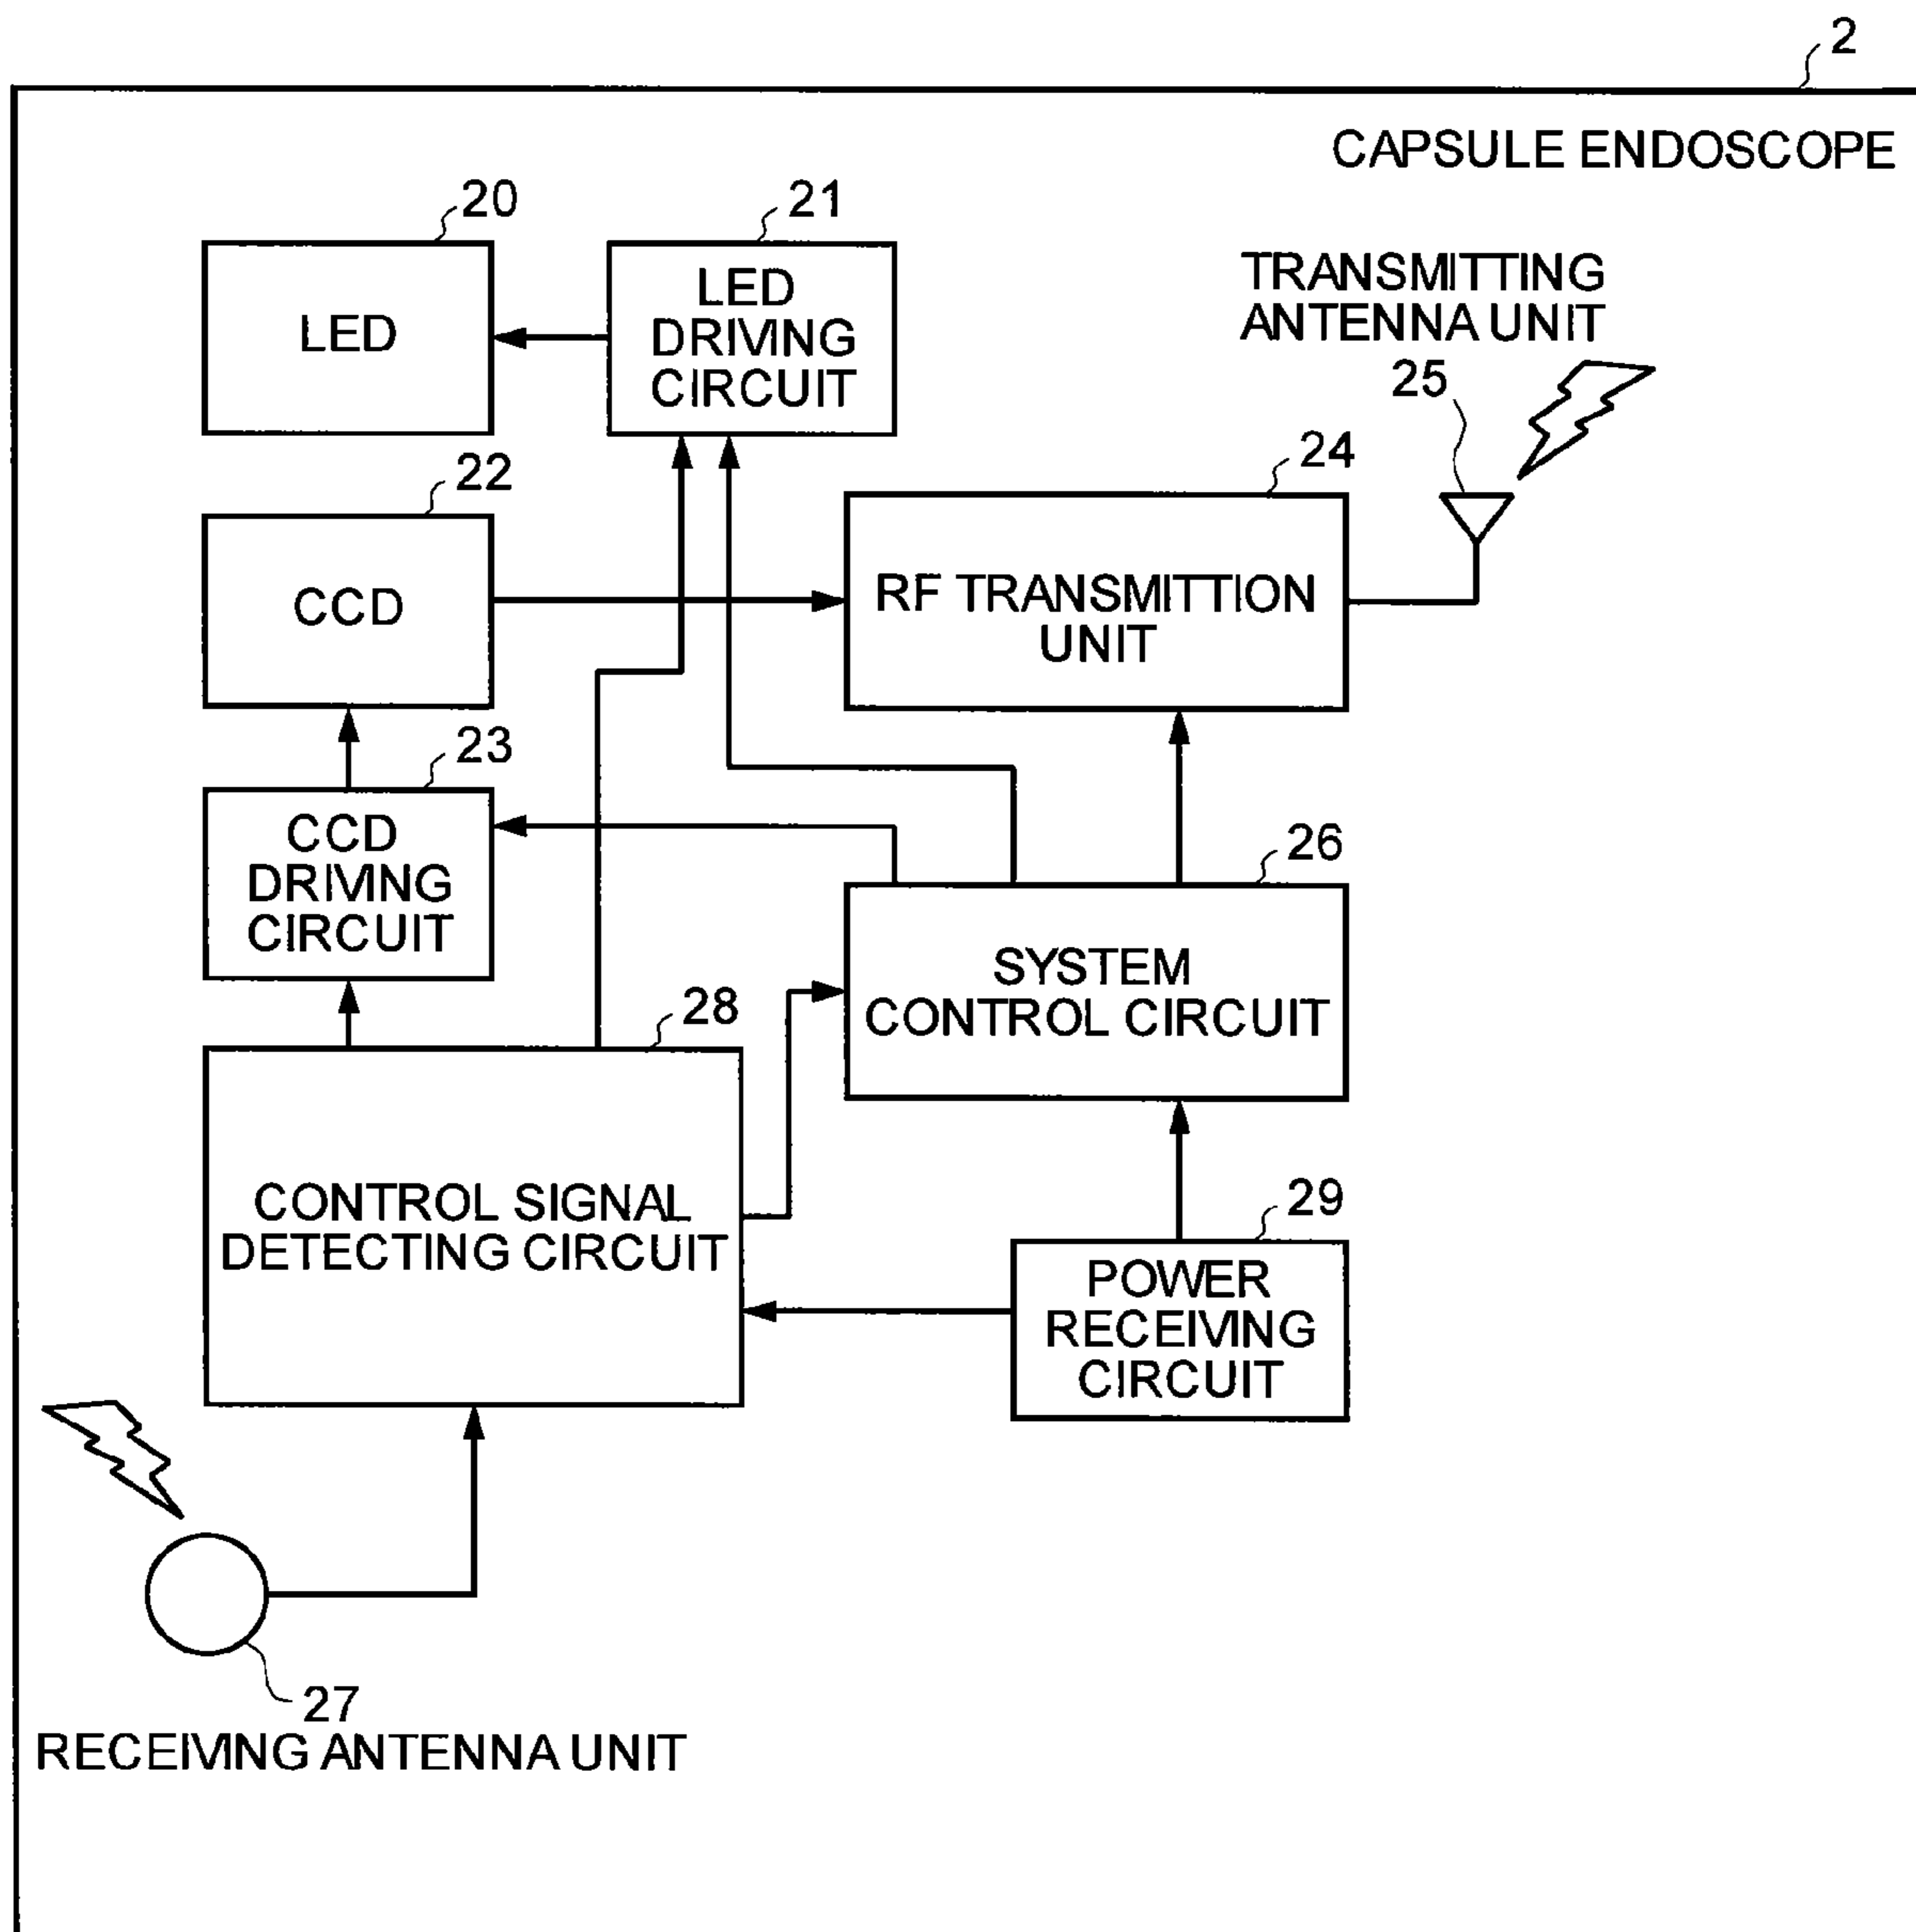 2
CAPSULE ENDOSCOPE
20
21
LED
LED
DRIVING
CIRCUIT
TRANSMITTING
ANTENNA UNIT
25
22
24
CCD
RF TRANSMITTION
UNIT
23
CCD
DRIVING
CIRCUIT
26
SYSTEM
CONTROL CIRCUIT
28
CONTROL SIGNAL
DETECTING CIRCUIT
29
POWER
RECEIVING
CIRCUIT
27
RECEIVING ANTENNA UNIT